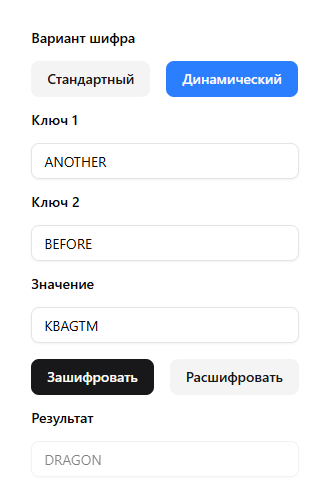 Вариант шифра
Стандартный Динамический
Ключ 1
ANOTHER
Ключ 2
BEFORE
Значение
KBAGTM
Зашифровать Расшифровать
Результат
DRAGON